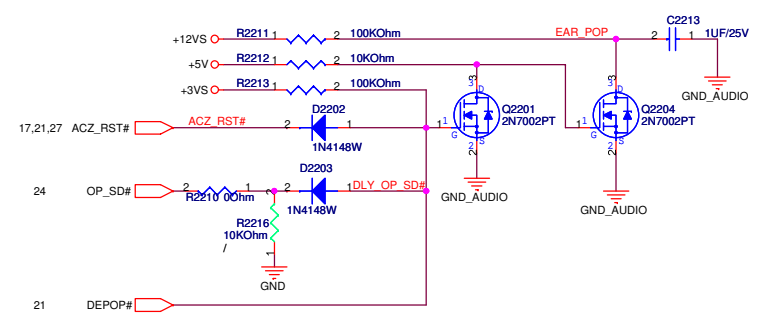 C2213
+12VS R2211 1 2 100KOhm EAR_POP 2 1 1UF/25V
+5V R2212 1 2 10KOhm
+3VS R2213 1 2 100KOhm
GND_AUDIO
3 D 3 D
D2202 Q2201 Q2204
17,21,27 ACZ_RST# ACZ_RST# 2 1 1 1 G 2N7002PT 1 1 G 2N7002PT
1N4148W 2 S 2 S
D2203
24 OP_SD# 2 1 2 1 DLY_OP_SD#
R2210 0Ohm 2 1N4148W GND_AUDIO
GND_AUDIO
R2216
10KOhm
/ 1
GND
21 DEPOP#